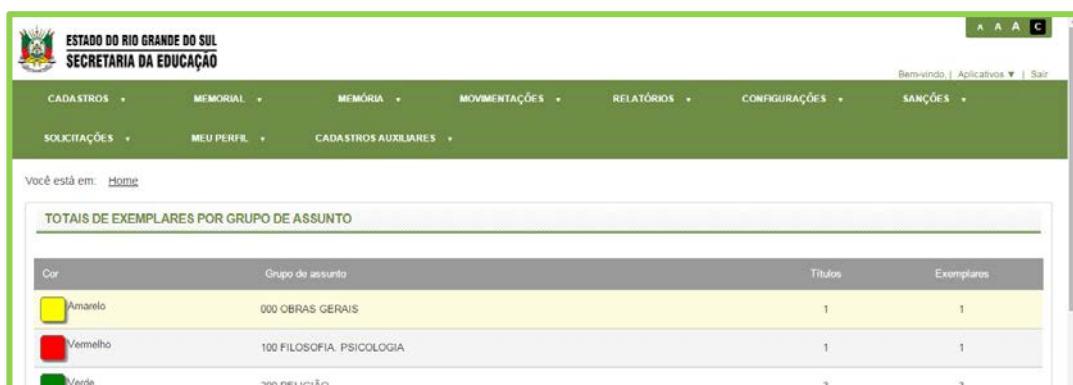 A A A C
ESTADO DO RIO GRANDE DO SUL
SECRETARIA DA EDUCAÇÃO
Bem-vindo, | Aplicativos ▼ | Sair
CADASTROS MEMORIAL MEMÓRIA MOVIMENTAÇÕES RELATÓRIOS CONFIGURAÇÕES SANÇÕES
SOLICITAÇÕES MEU PERFIL CADASTROS AUXILIARES
Você está em: Home
TOTAIS DE EXEMPLARES POR GRUPO DE ASSUNTO
Cor Grupo de assunto Títulos Exemplares
Amarelo 000 OBRAS GERAIS 1 1
Vermelho 100 FILOSOFIA. PSICOLOGIA 1 1
Verde 200 RELIGIÃO